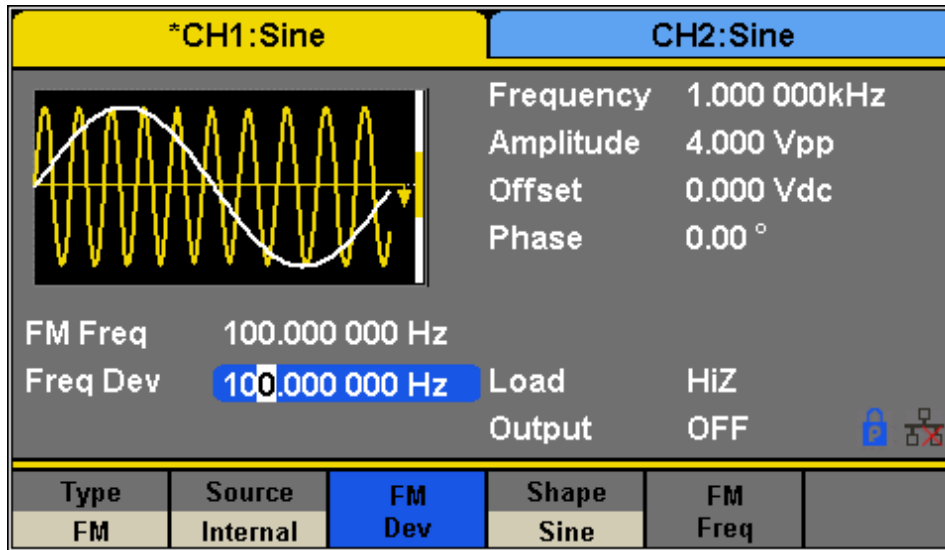 *CH1:Sine CH2:Sine
Frequency 1.000 000kHz
Amplitude 4.000 Vpp
Offset 0.000 Vdc
Phase 0.00 °
FM Freq 100.000 000 Hz
Freq Dev 100.000 000 Hz Load HiZ
Output OFF P
Type Source FM Shape FM
FM Internal Dev Sine Freq